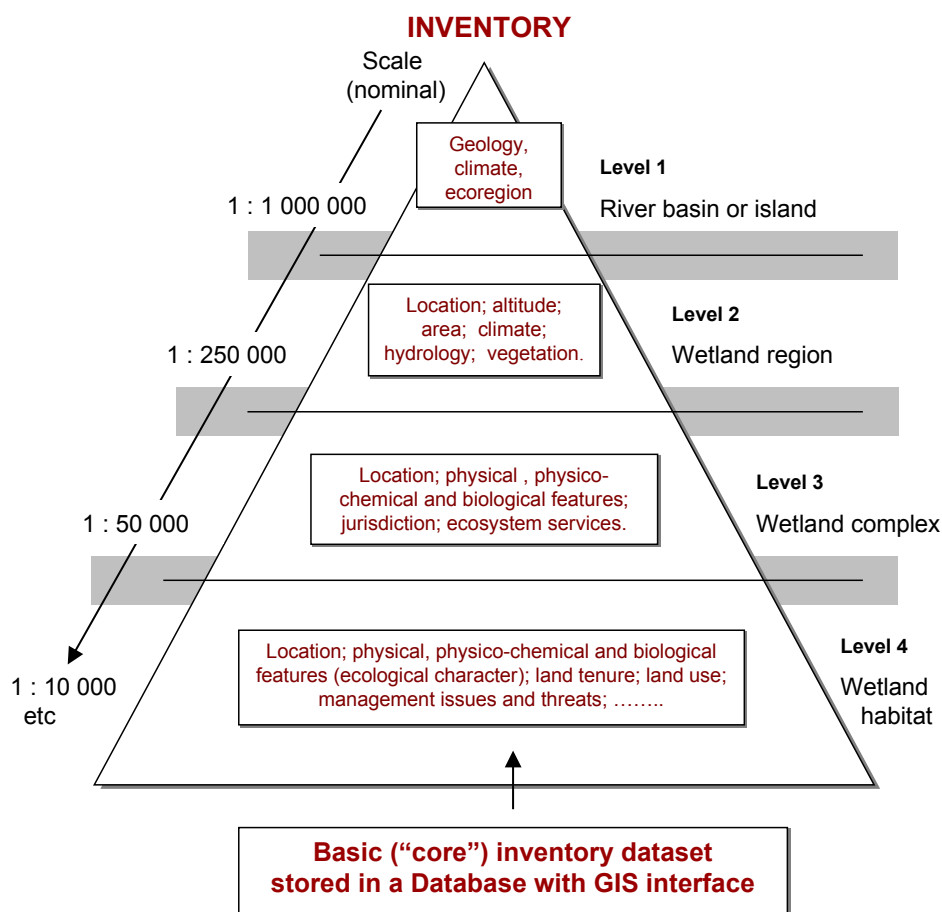 INVENTORY
Scale
(nominal)
Geology,
climate,
ecoregion
Level 1
1 : 1 000 000
River basin or island
Location; altitude;
area; climate;
hydrology; vegetation.
Level 2
1 : 250 000
Wetland region
Location; physical , physico-
chemical and biological features;
jurisdiction; ecosystem services.
Level 3
1 : 50 000
Wetland complex
Location; physical, physico-chemical and biological
features (ecological character); land tenure; land use;
management issues and threats; ……..
Level 4
1 : 10 000
etc
Wetland
habitat
Basic (“core”) inventory dataset
stored in a Database with GIS interface